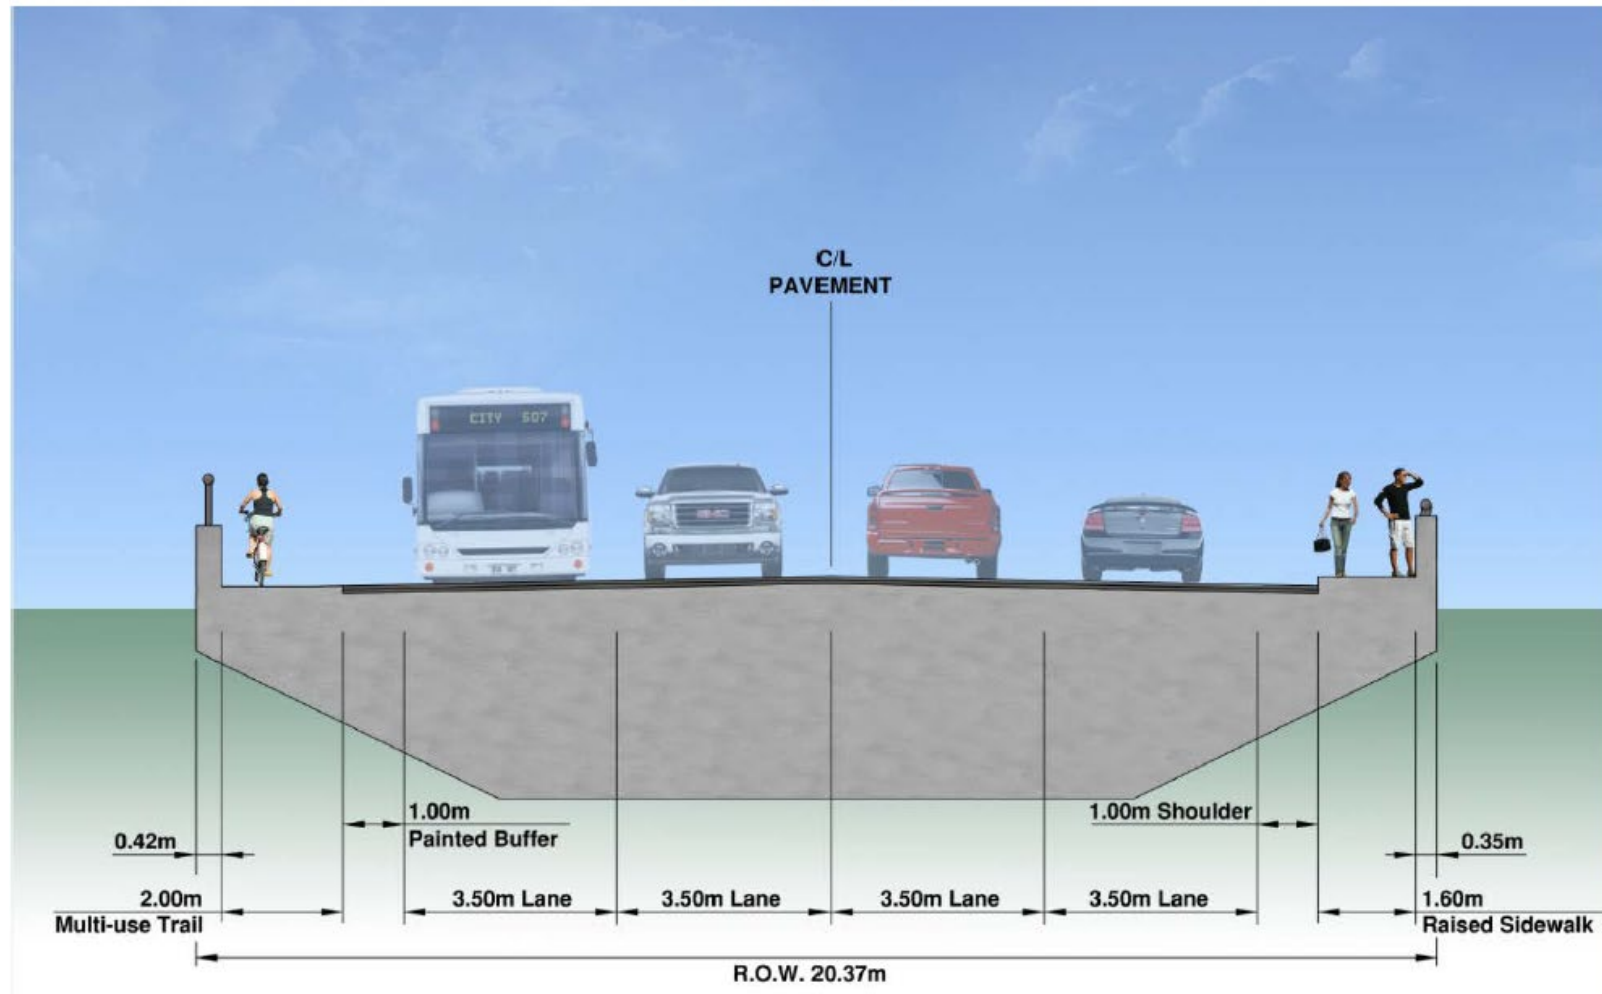 C/L
PAVEMENT
CITY 507
GMC
1.00m
Painted Buffer
1.00m Shoulder
0.42m
0.35m
2.00m
Multi-use Trail
3.50m Lane
3.50m Lane
3.50m Lane
3.50m Lane
1.60m
Raised Sidewalk
R.O.W. 20.37m